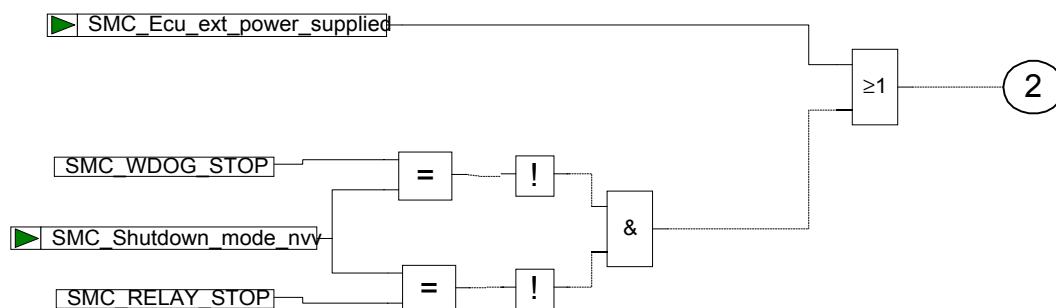 SMC_Ecu_ext_power_supplied
≥1
2
SMC_WDOG_STOP
=
!
&
SMC_Shutdown_mode_nvv
=
!
SMC_RELAY_STOP